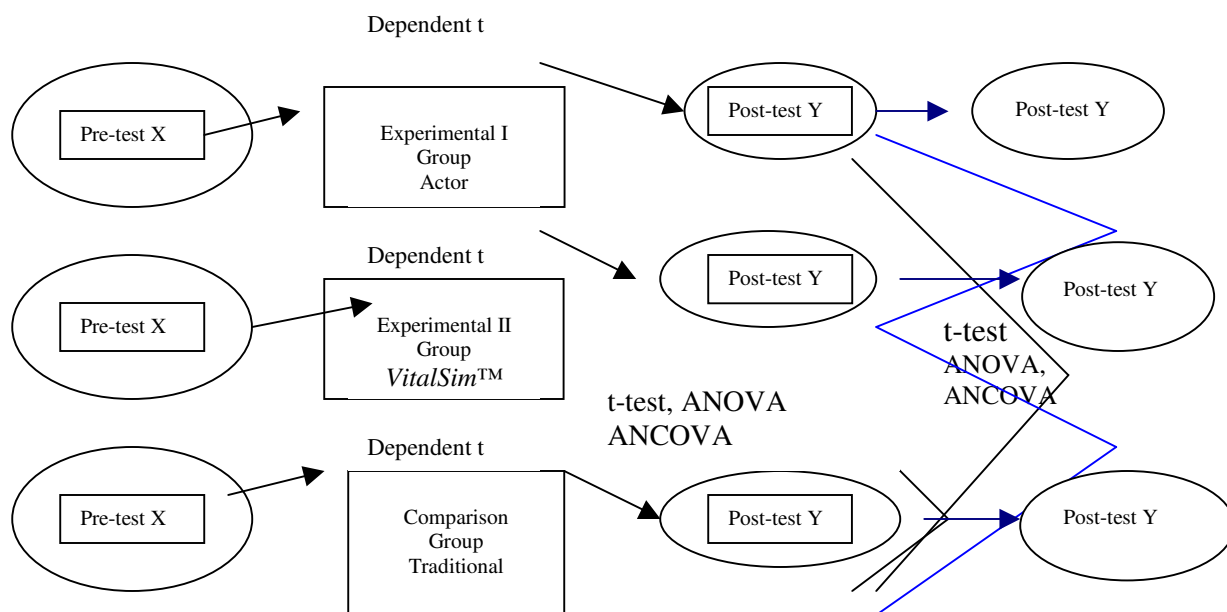 Dependent t
Pre-test X
Experimental I
Group
Actor
Post-test Y
Post-test Y
Dependent t
Pre-test X
Experimental II
Group
VitalSim™
Post-test Y
Post-test Y
t-test
ANOVA,
ANCOVA
t-test, ANOVA
ANCOVA
Dependent t
Pre-test X
Comparison
Group
Traditional
Post-test Y
Post-test Y